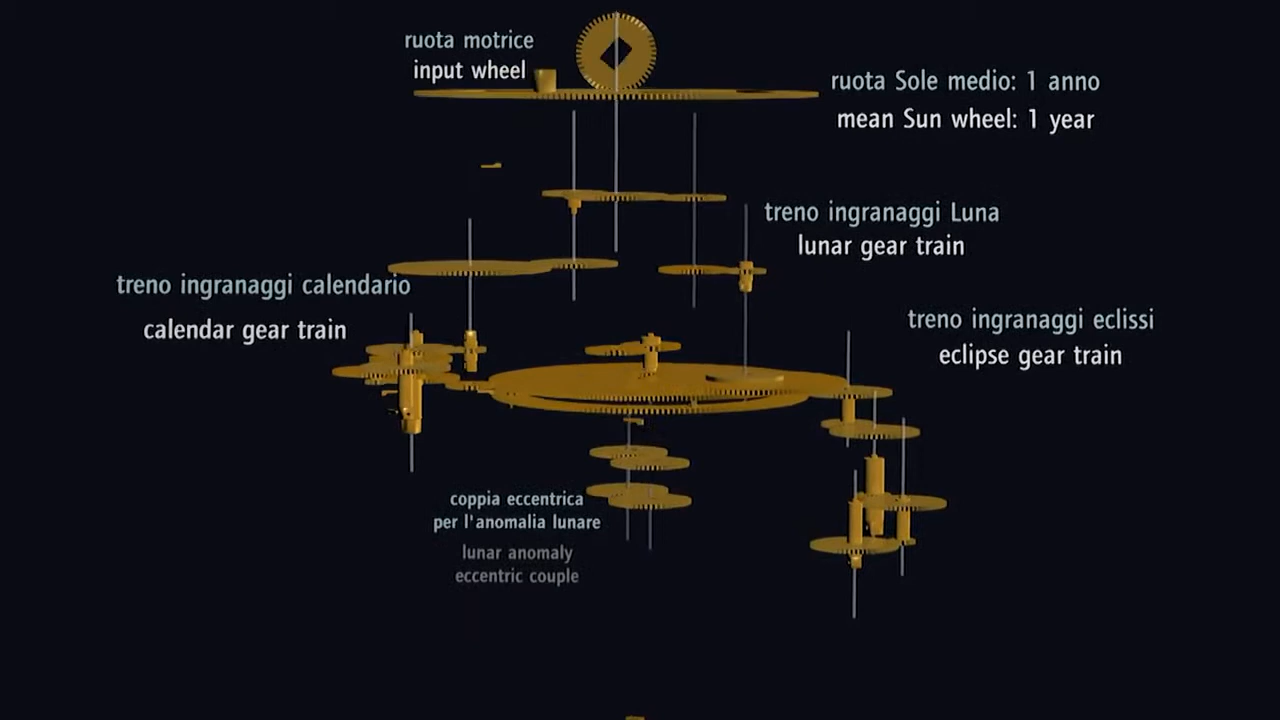 ruota motrice
input wheel
ruota Sole medio: 1 anno
mean Sun wheel: 1 year
treno ingranaggi Luna
lunar gear train
treno ingranaggi calendario
calendar gear train
treno ingranaggi eclissi
eclipse gear train
coppia eccentrica
per l'anomalia lunare
lunar anomaly
eccentric couple